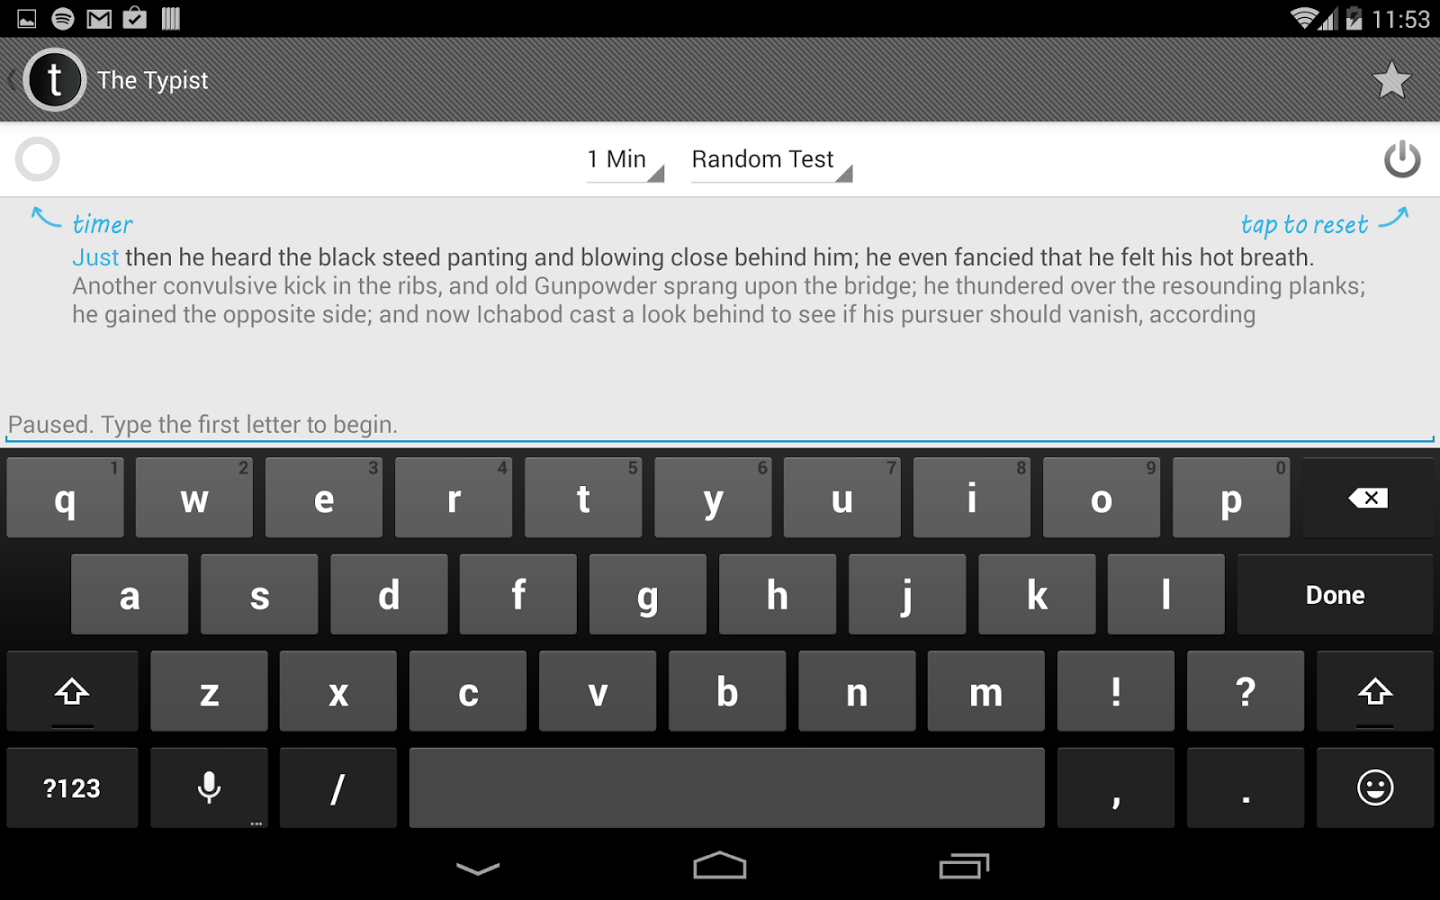 11:53
t The Typist
1 Min Random Test
timer tap to reset
Just then he heard the black steed panting and blowing close behind him; he even fancied that he felt his hot breath.
Another convulsive kick in the ribs, and old Gunpowder sprang upon the bridge; he thundered over the resounding planks;
he gained the opposite side; and now Ichabod cast a look behind to see if his pursuer should vanish, according
Paused. Type the first letter to begin.
1 2 3 4 5 6 7 8 9 0
q w e r t y u i o p
a s d f g h j k l Done
z x c v b n m ! ?
?123 / , .